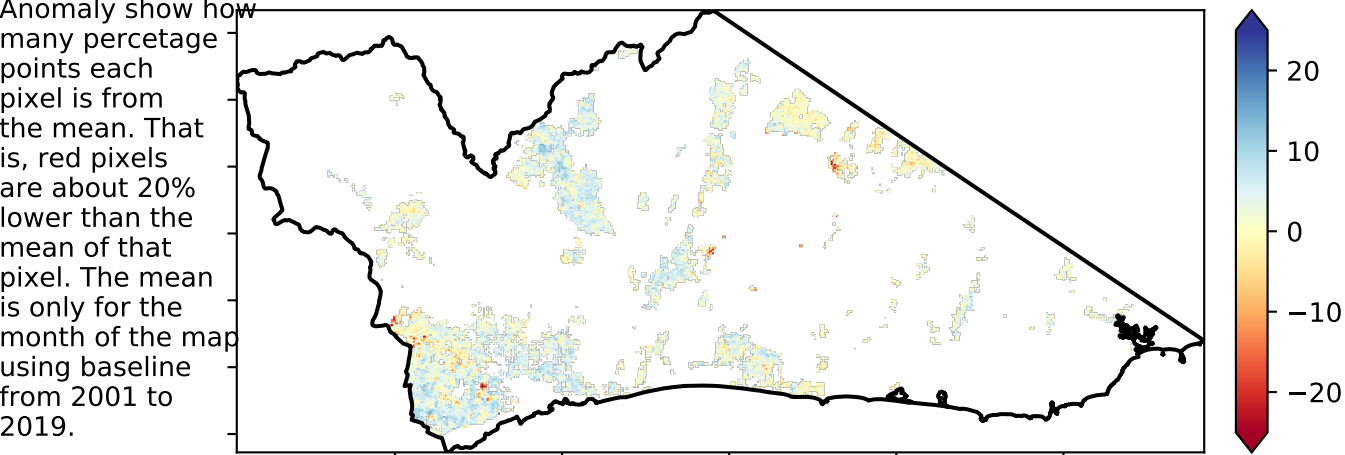 Anomaly show how
many percetage
points each
pixel is from
the mean. That
is, red pixels
are about 20%
lower than the
mean of that
pixel. The mean
is only for the
month of the map
using baseline
from 2001 to
2019.
20
10
0
−10
−20